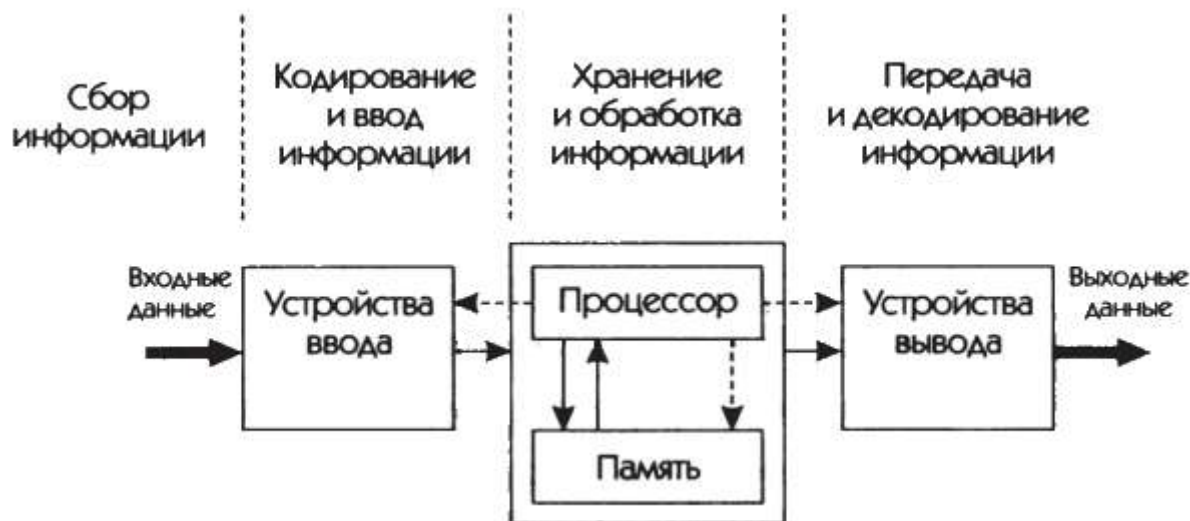 Сбор
информации
Кодирование
и ввод
информации
Хранение
и обработка
информации
Передача
и декодирование
информации
Входные
данные
Устройства
ввода
Процессор
Память
Устройства
вывода
Выходные
данные